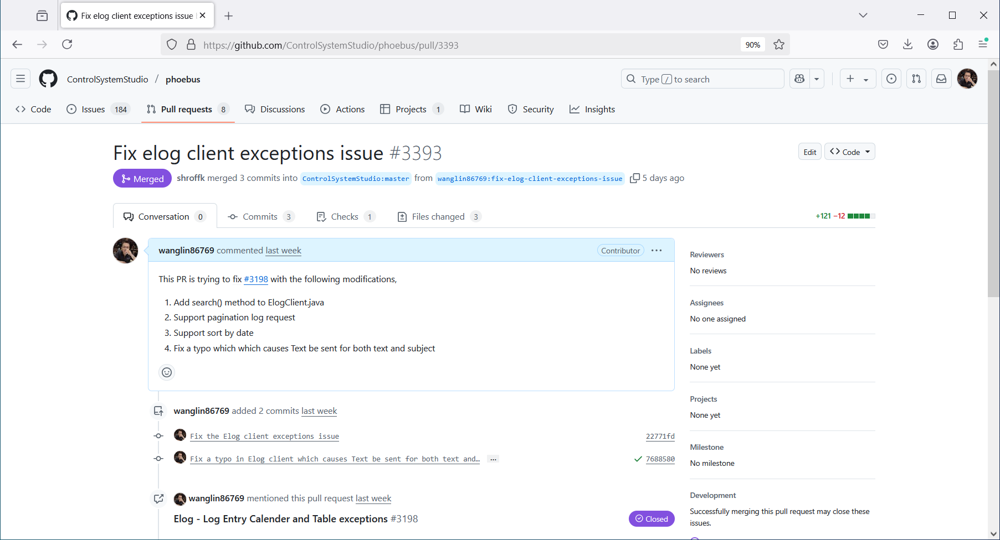 Fix elog client exceptions issue
https://github.com/ControlSystemStudio/phoebus/pull/3393
90%
ControlSystemStudio / phoebus
Type / to search
Code
Issues 184
Pull requests 8
Discussions
Actions
Projects 1
Wiki
Security
Insights
Fix elog client exceptions issue #3393
Edit
Code
Merged
shroffk merged 3 commits into ControlSystemStudio:master from wanglin86769:fix-elog-client-exceptions-issue 5 days ago
Conversation 0
Commits 3
Checks 1
Files changed 3
+121 −12
wanglin86769 commented last week
Contributor
This PR is trying to fix #3198 with the following modifications,
1. Add search() method to ElogClient.java
2. Support pagination log request
3. Support sort by date
4. Fix a typo which which causes Text be sent for both text and subject
wanglin86769 added 2 commits last week
Fix the Elog client exceptions issue
22771fd
Fix a typo in Elog client which causes Text be sent for both text and…
...
7688580
wanglin86769 mentioned this pull request last week
Elog - Log Entry Calender and Table exceptions #3198
Closed
Reviewers
No reviews
Assignees
No one assigned
Labels
None yet
Projects
None yet
Milestone
No milestone
Development
Successfully merging this pull request may close these
issues.